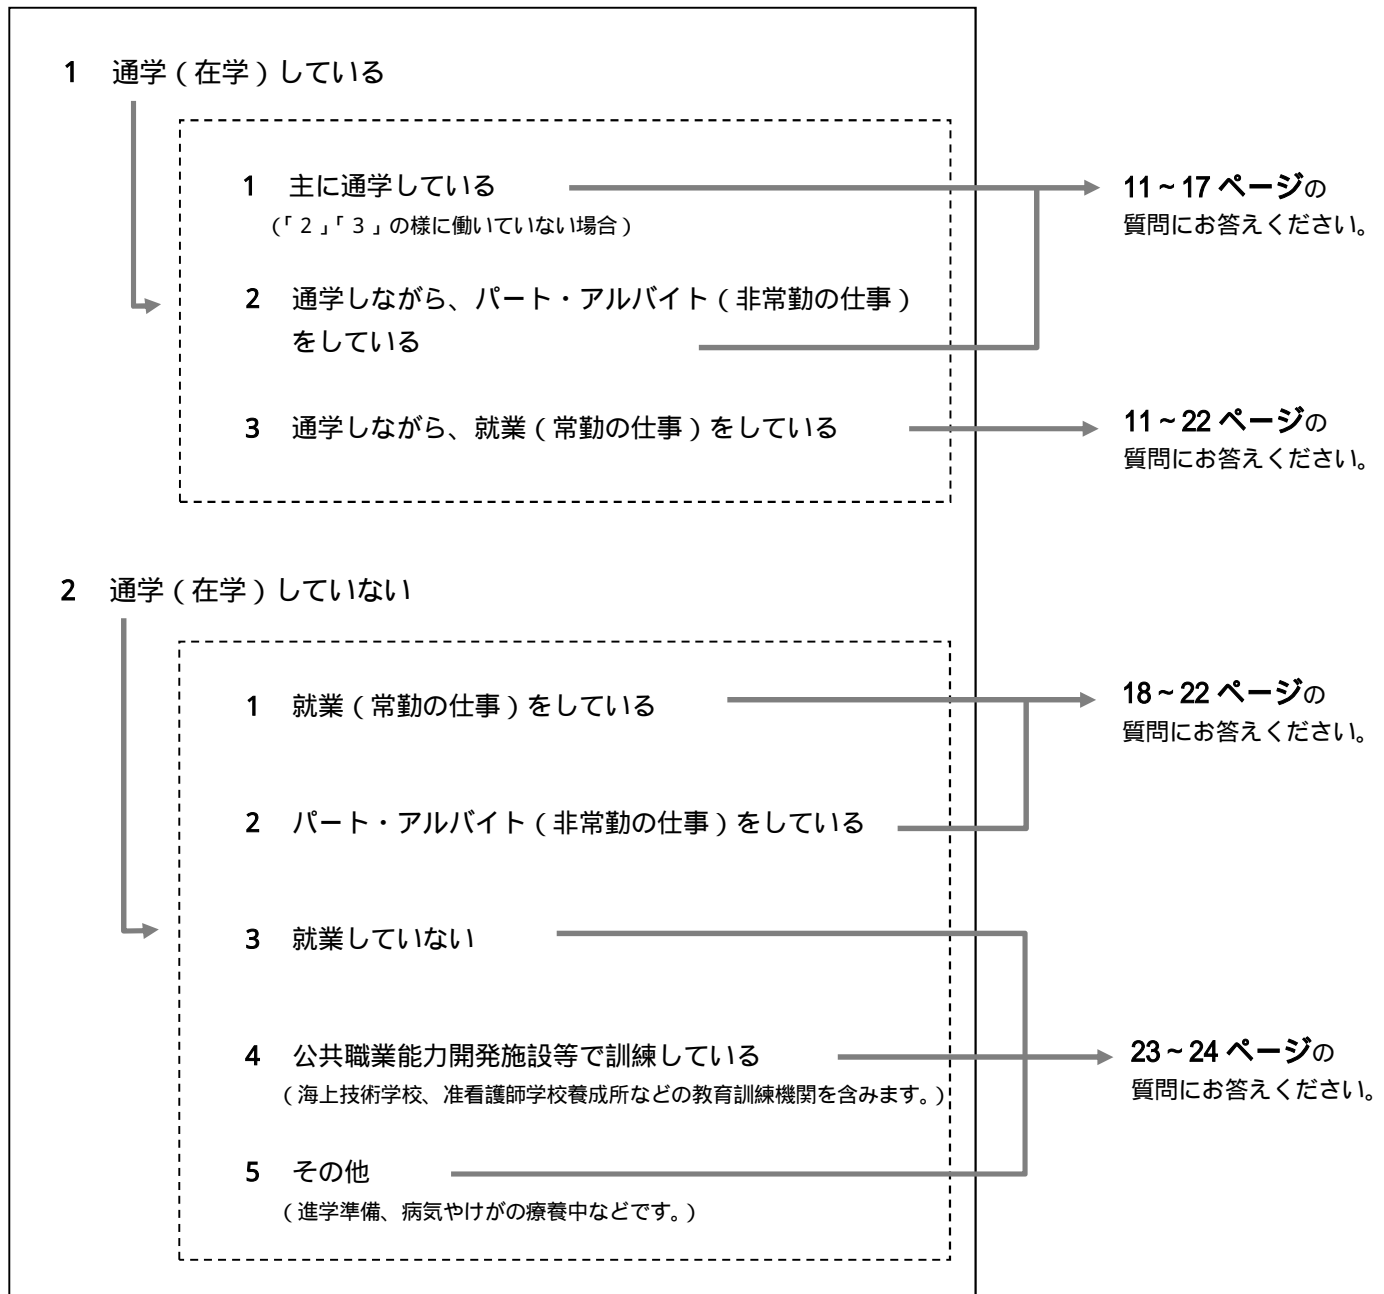 1 通学(在学)している
1 主に通学している
(「2」「3」の様に働いていない場合)
11~17 ページの
質問にお答えください。
2 通学しながら、パート・アルバイト(非常勤の仕事)
をしている
3 通学しながら、就業(常勤の仕事)をしている
11~22 ページの
質問にお答えください。
2 通学(在学)していない
1 就業(常勤の仕事)をしている
18~22 ページの
質問にお答えください。
2 パート・アルバイト(非常勤の仕事)をしている
3 就業していない
4 公共職業能力開発施設等で訓練している
(海上技術学校、准看護師学校養成所などの教育訓練機関を含みます。)
23~24 ページの
質問にお答えください。
5 その他
(進学準備、病気やけがの療養中などです。)